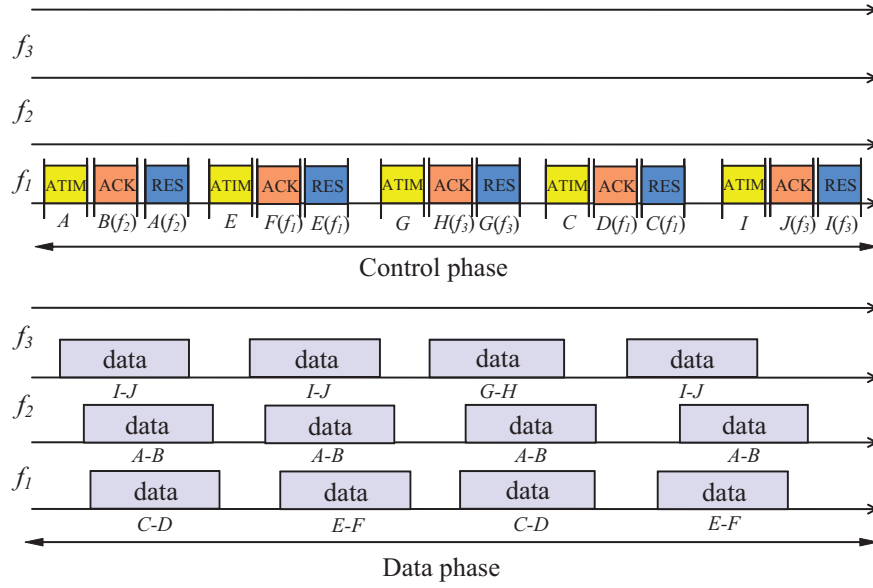 f3
f2
f1 ATIM ACK RES ATIM ACK RES ATIM ACK RES ATIM ACK RES ATIM ACK RES
A B(f2) A(f2) E F(f1) E(f1) G H(f3) G(f3) C D(f1) C(f1) I J(f3) I(f3)
Control phase
f3 data data data data
I-J I-J G-H I-J
f2 data data data data
A-B A-B A-B A-B
f1 data data data data
C-D E-F C-D E-F
Data phase